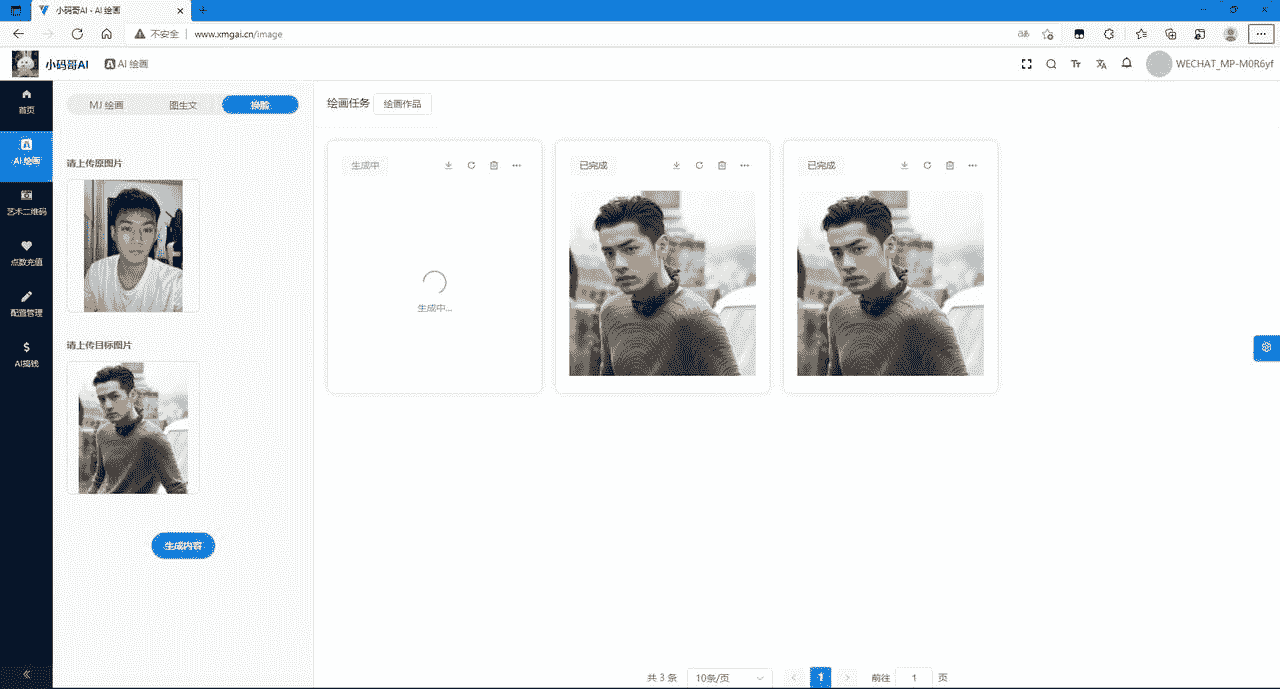 小码哥AI - AI 绘画
不安全 www.xmgai.cn/image
小码哥AI
AI 绘画
WECHAT_MP-M0R6yf
首页
AI 绘画
艺术二维码
点数充值
配置管理
AI搞钱
MJ 绘画 图生文 换脸
请上传原图片
请上传目标图片
生成内容
绘画任务 绘画作品
生成中
生成中...
已完成
已完成
共 3 条 10条/页 1 前往 1 页